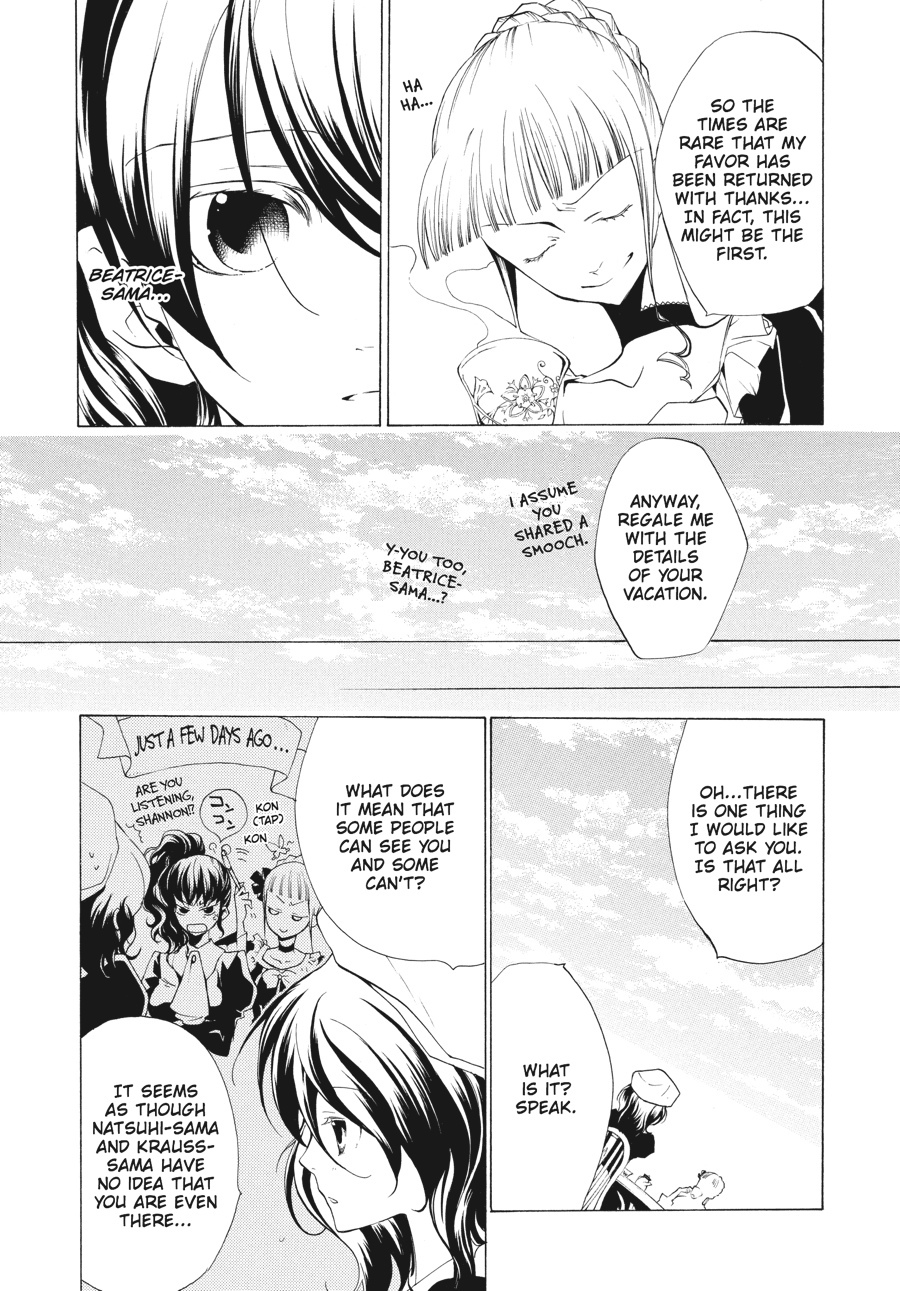 SO THE
TIMES ARE
RARE THAT MY
FAVOR HAS
BEEN RETURNED
WITH THANKS...
IN FACT, THIS
MIGHT BE THE
FIRST.
HA
HA...
BEATRICE-
SAMA...
ANYWAY,
REGALE ME
WITH THE
DETAILS
OF YOUR
VACATION.
I ASSUME
YOU
SHARED A
SMOOCH.
Y-YOU TOO,
BEATRICE-
SAMA...?
OH...THERE
IS ONE THING
I WOULD LIKE
TO ASK YOU.
IS THAT ALL
RIGHT?
WHAT
IS IT?
SPEAK.
WHAT DOES
IT MEAN THAT
SOME PEOPLE
CAN SEE YOU
AND SOME
CAN'T?
JUST A FEW DAYS AGO...
KON
(TAP)
KON
コン
コン
ARE YOU
LISTENING,
SHANNON!?
IT SEEMS
AS THOUGH
NATSUHI-SAMA
AND KRAUSS-
SAMA HAVE
NO IDEA THAT
YOU ARE EVEN
THERE...